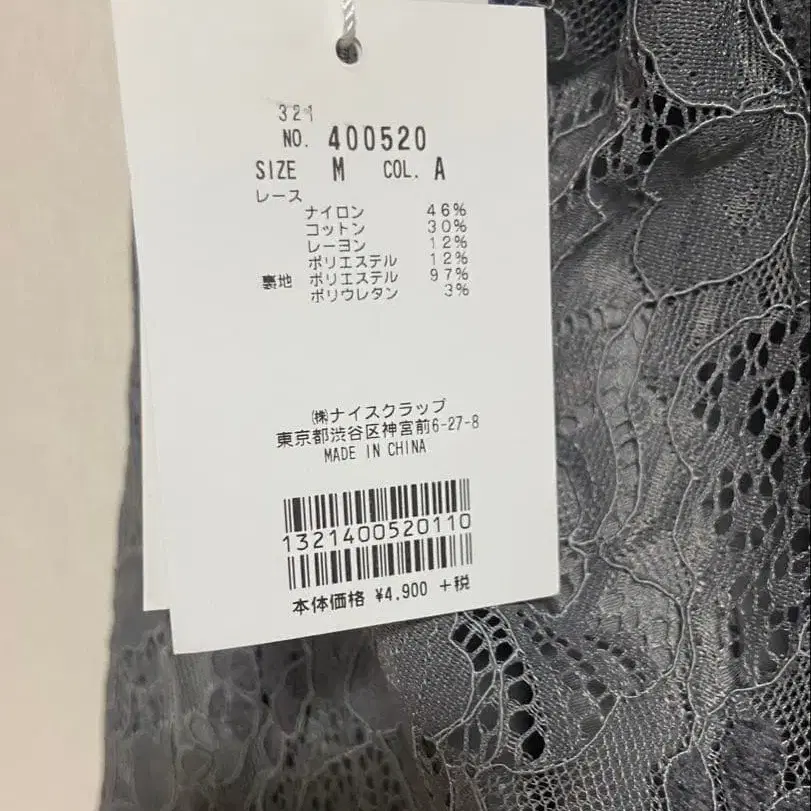 321
NO. 400520
SIZE M COL. A
レース
ナイロン 46%
コットン 30%
レーヨン 12%
ポリエステル 12%
裏地 ポリエステル 97%
ポリウレタン 3%
㈱ナイスクラップ
東京都渋谷区神宮前6-27-8
MADE IN CHINA
1321400520110
本体価格 ¥4,900 +税